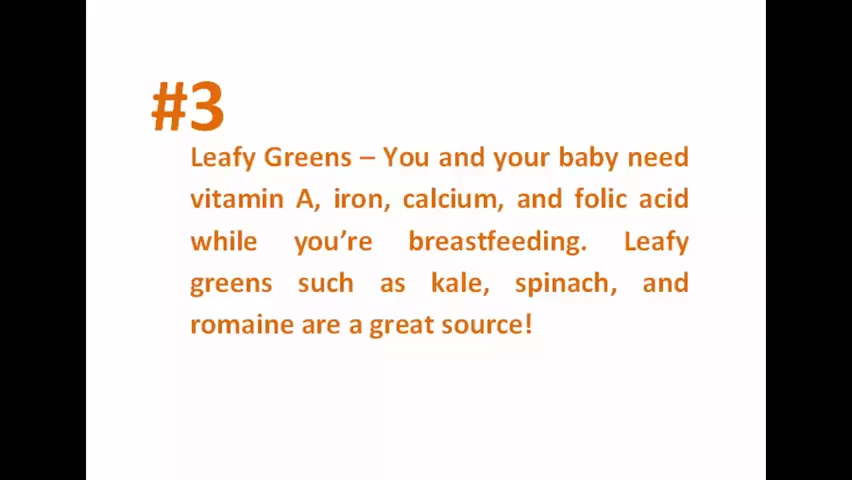 #3
Leafy Greens – You and your baby need
vitamin A, iron, calcium, and folic acid
while you’re breastfeeding. Leafy
greens such as kale, spinach, and
romaine are a great source!